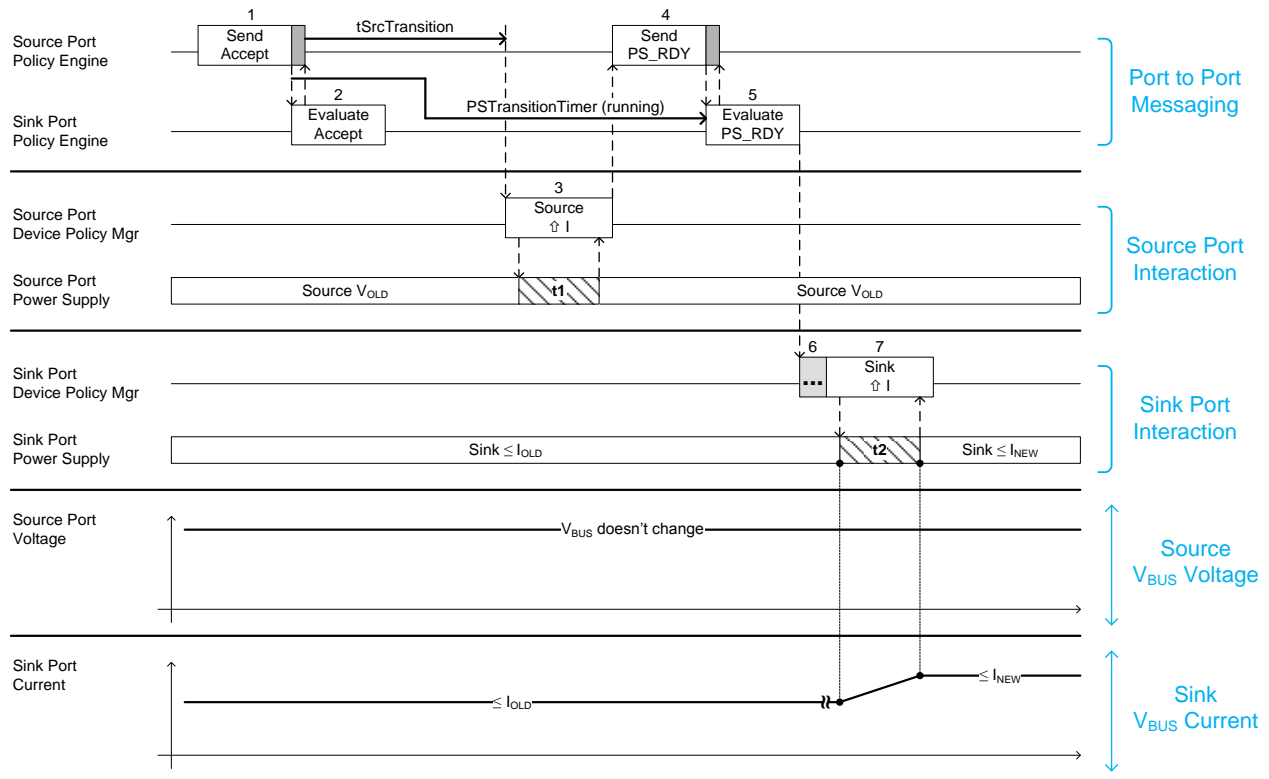 1
Send
Accept
tSrcTransition
4
Send
PS_RDY
Source Port
Policy Engine
2
Evaluate
Accept
PSTransitionTimer (running)
5
Evaluate
PS_RDY
Sink Port
Policy Engine
Port to Port
Messaging
3
Source
⇧ I
Source Port
Device Policy Mgr
Source Port
Power Supply
Source VOLD
t1
Source VOLD
Source Port
Interaction
6
...
7
Sink
⇧ I
Sink Port
Device Policy Mgr
Sink Port
Power Supply
Sink ≤ IOLD
t2
Sink ≤ INEW
Sink Port
Interaction
Source Port
Voltage
VBUS doesn't change
Source
VBUS Voltage
Sink Port
Current
≤ IOLD
≤ INEW
Sink
VBUS Current